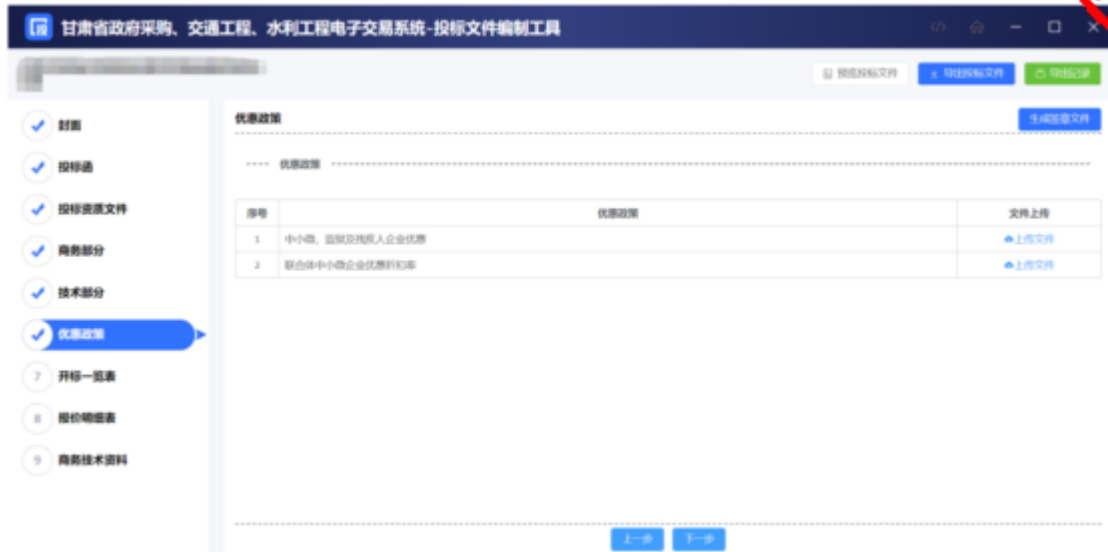 甘肃省政府采购、交通工程、水利工程电子交易系统-投标文件编制工具
预览投标文件
导出投标文件
导出记录
封面
投标函
投标资质文件
商务部分
技术部分
优惠政策
7 开标一览表
8 报价明细表
9 商务技术资料
优惠政策
生成签章文件
优惠政策
序号 优惠政策 文件上传
1 中小微、监狱及残疾人企业优惠 上传文件
2 联合体中小微企业优惠折扣率 上传文件
上一步 下一步